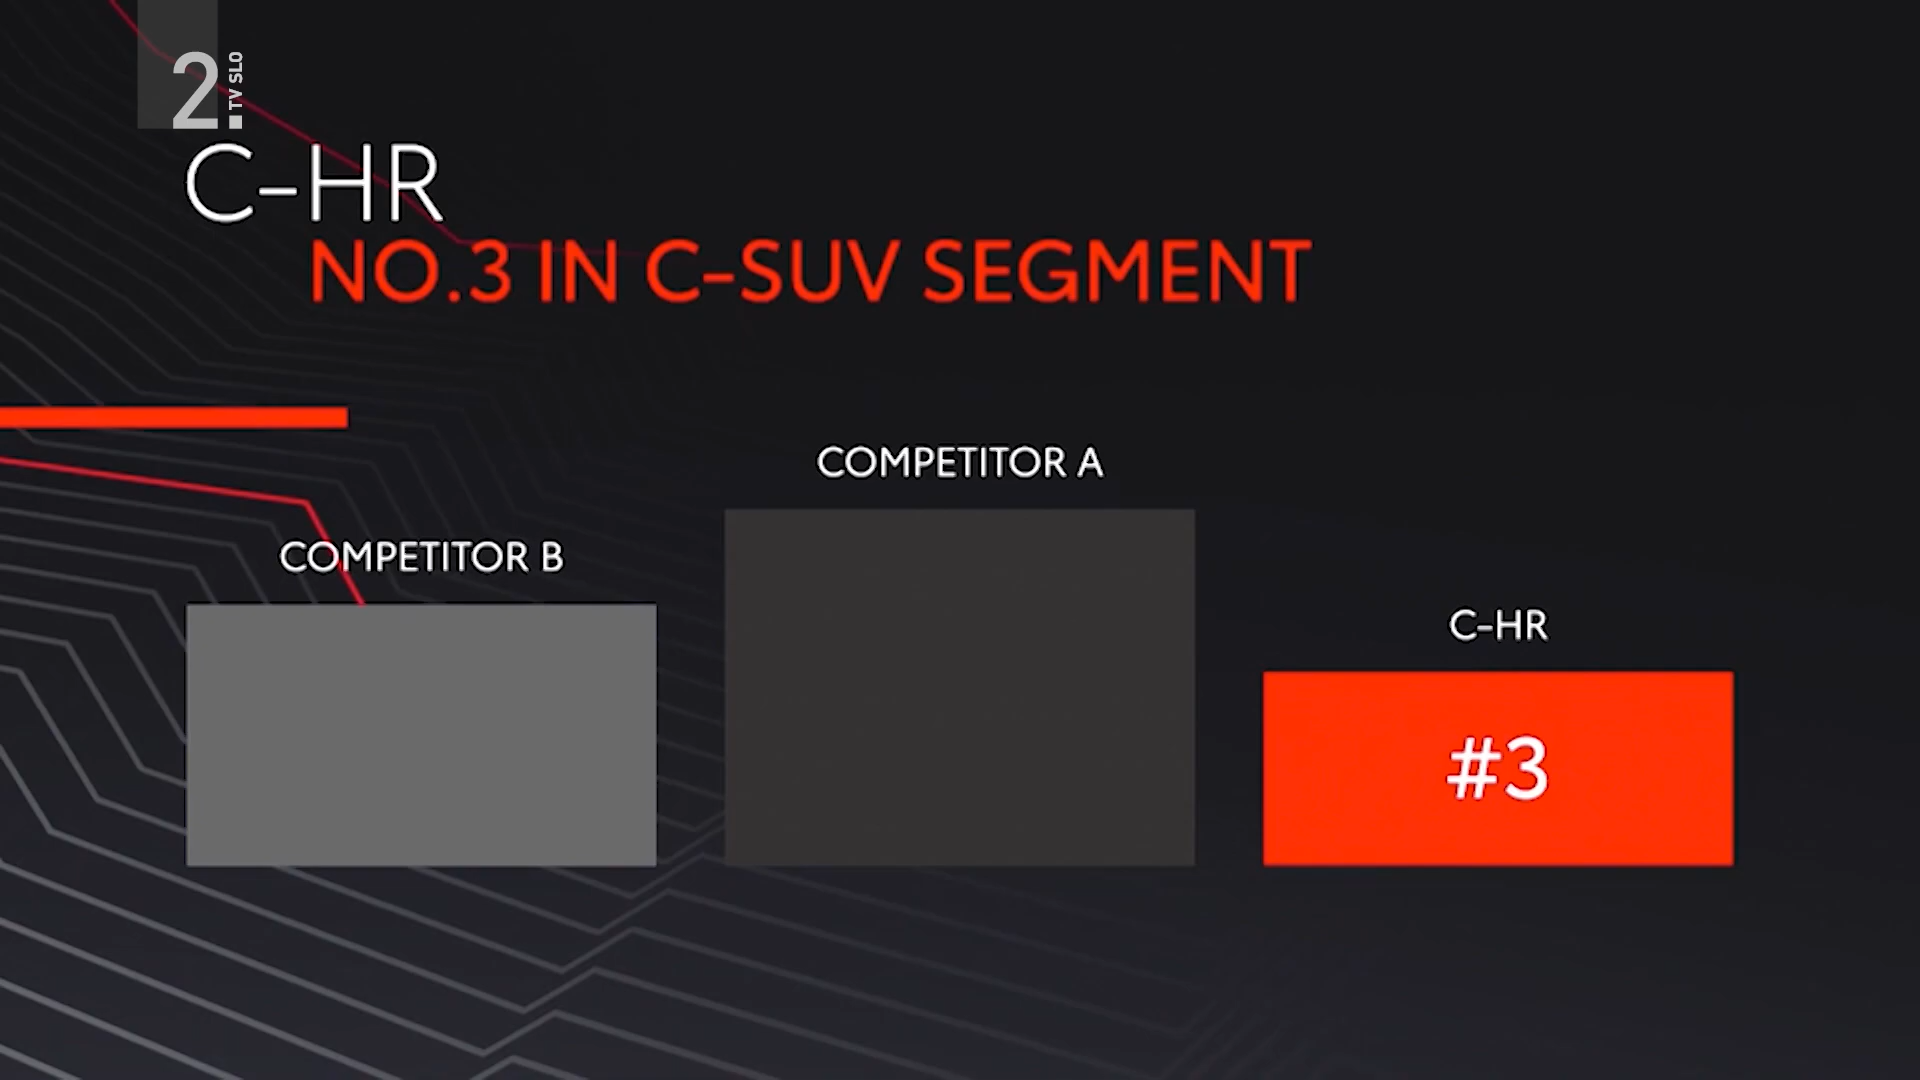 2. TV SLO
C-HR
NO.3 IN C-SUV SEGMENT
COMPETITOR A
COMPETITOR B
C-HR
#3